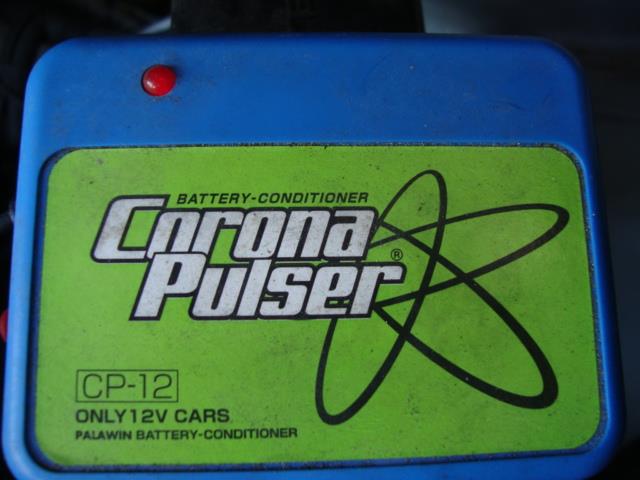 BATTERY-CONDITIONER
Corona
Pulser®
CP-12
ONLY 12V CARS
PALAWIN BATTERY-CONDITIONER